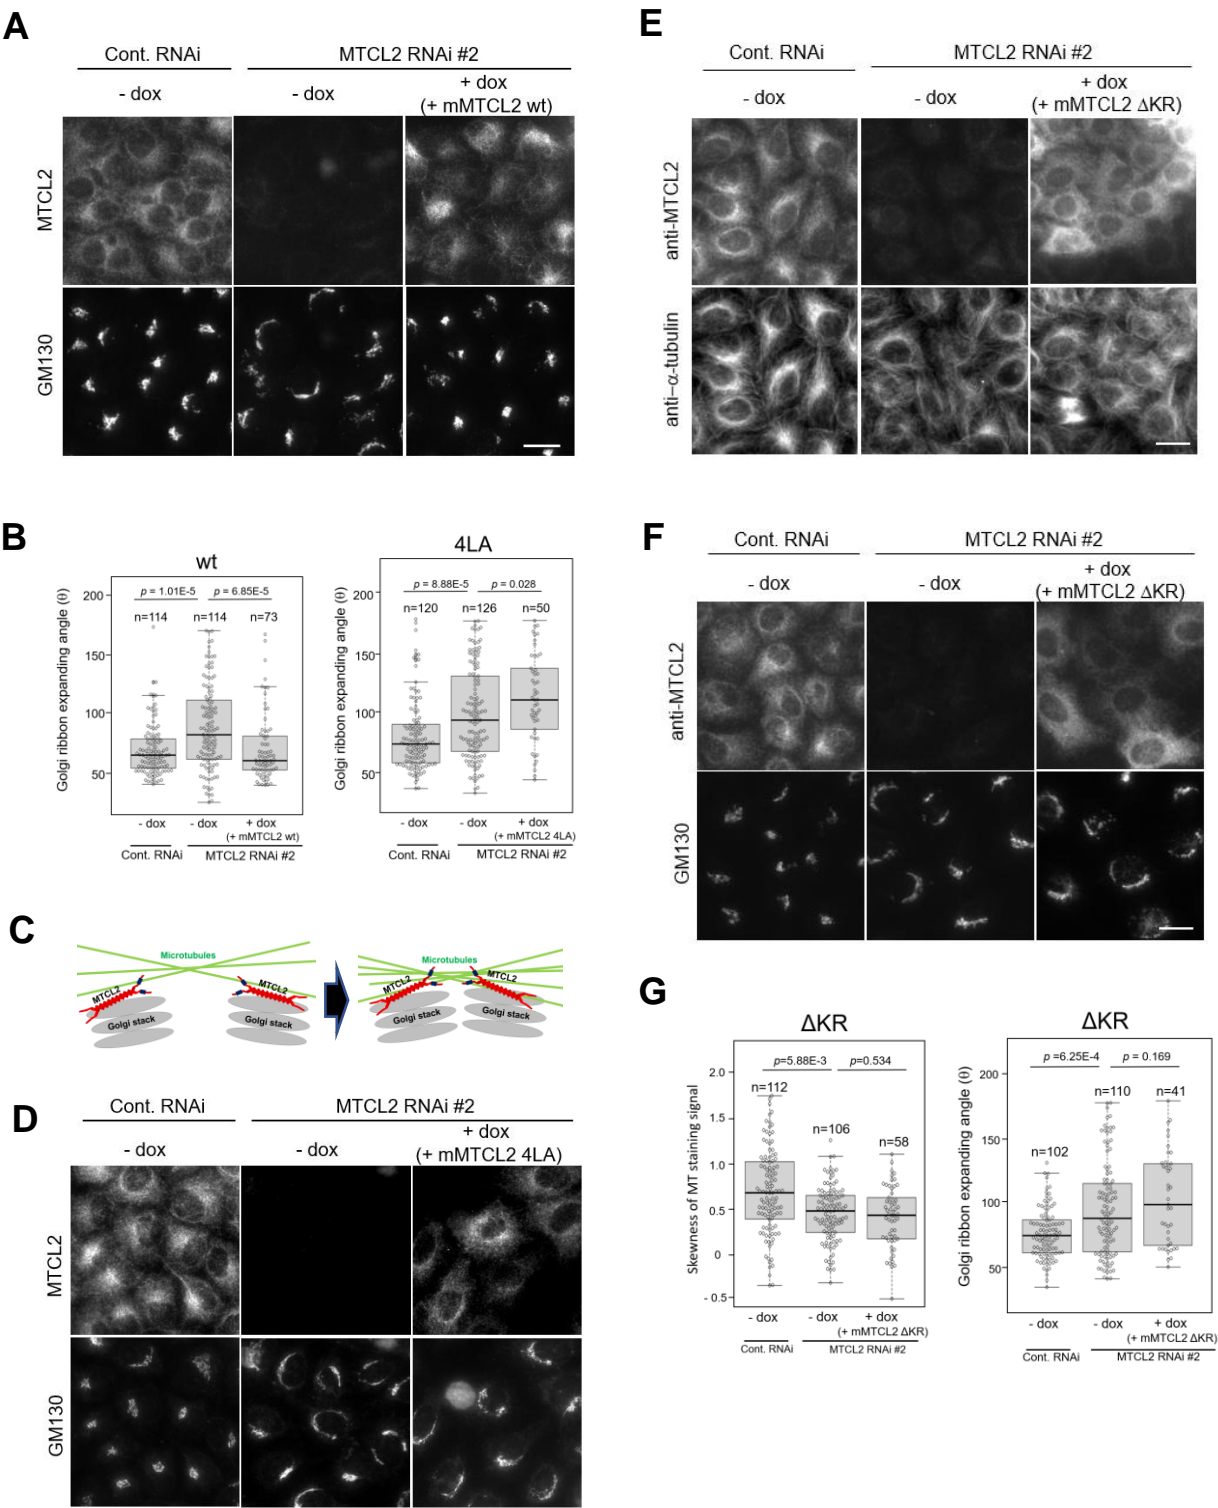 A
Cont. RNAi
MTCL2 RNAi #2
- dox
- dox
+ dox
(+ mMTCL2 wt)
MTCL2
GM130
B
wt
Golgi ribbon expanding angle (θ)
200
150
100
50
p = 1.01E-5
p = 6.85E-5
n=114
n=114
n=73
- dox
- dox
+ dox
(+ mMTCL2 wt)
Cont. RNAi
MTCL2 RNAi #2
4LA
Golgi ribbon expanding angle (θ)
200
150
100
50
p = 8.88E-5
p = 0.028
n=120
n=126
n=50
- dox
- dox
+ dox
(+ mMTCL2 4LA)
Cont. RNAi
MTCL2 RNAi #2
C
Microtubules
MTCL2
MTCL2
Golgi stack
Golgi stack
Microtubules
MTCL2
MTCL2
Golgi stack
Golgi stack
D
Cont. RNAi
MTCL2 RNAi #2
- dox
- dox
+ dox
(+ mMTCL2 4LA)
MTCL2
GM130
E
Cont. RNAi
MTCL2 RNAi #2
- dox
- dox
+ dox
(+ mMTCL2 ΔKR)
anti-MTCL2
anti-α-tubulin
F
Cont. RNAi
MTCL2 RNAi #2
- dox
- dox
+ dox
(+ mMTCL2 ΔKR)
anti-MTCL2
GM130
G
ΔKR
Skewness of MT staining signal
2.0
1.5
1.0
0.5
0
- 0.5
p=5.88E-3
p=0.534
n=112
n=106
n=58
- dox
- dox
+ dox
(+ mMTCL2 ΔKR)
Cont. RNAi
MTCL2 RNAi #2
ΔKR
Golgi ribbon expanding angle (θ)
200
150
100
50
p =6.25E-4
p = 0.169
n=102
n=110
n=41
- dox
- dox
+ dox
(+ mMTCL2 ΔKR)
Cont. RNAi
MTCL2 RNAi #2